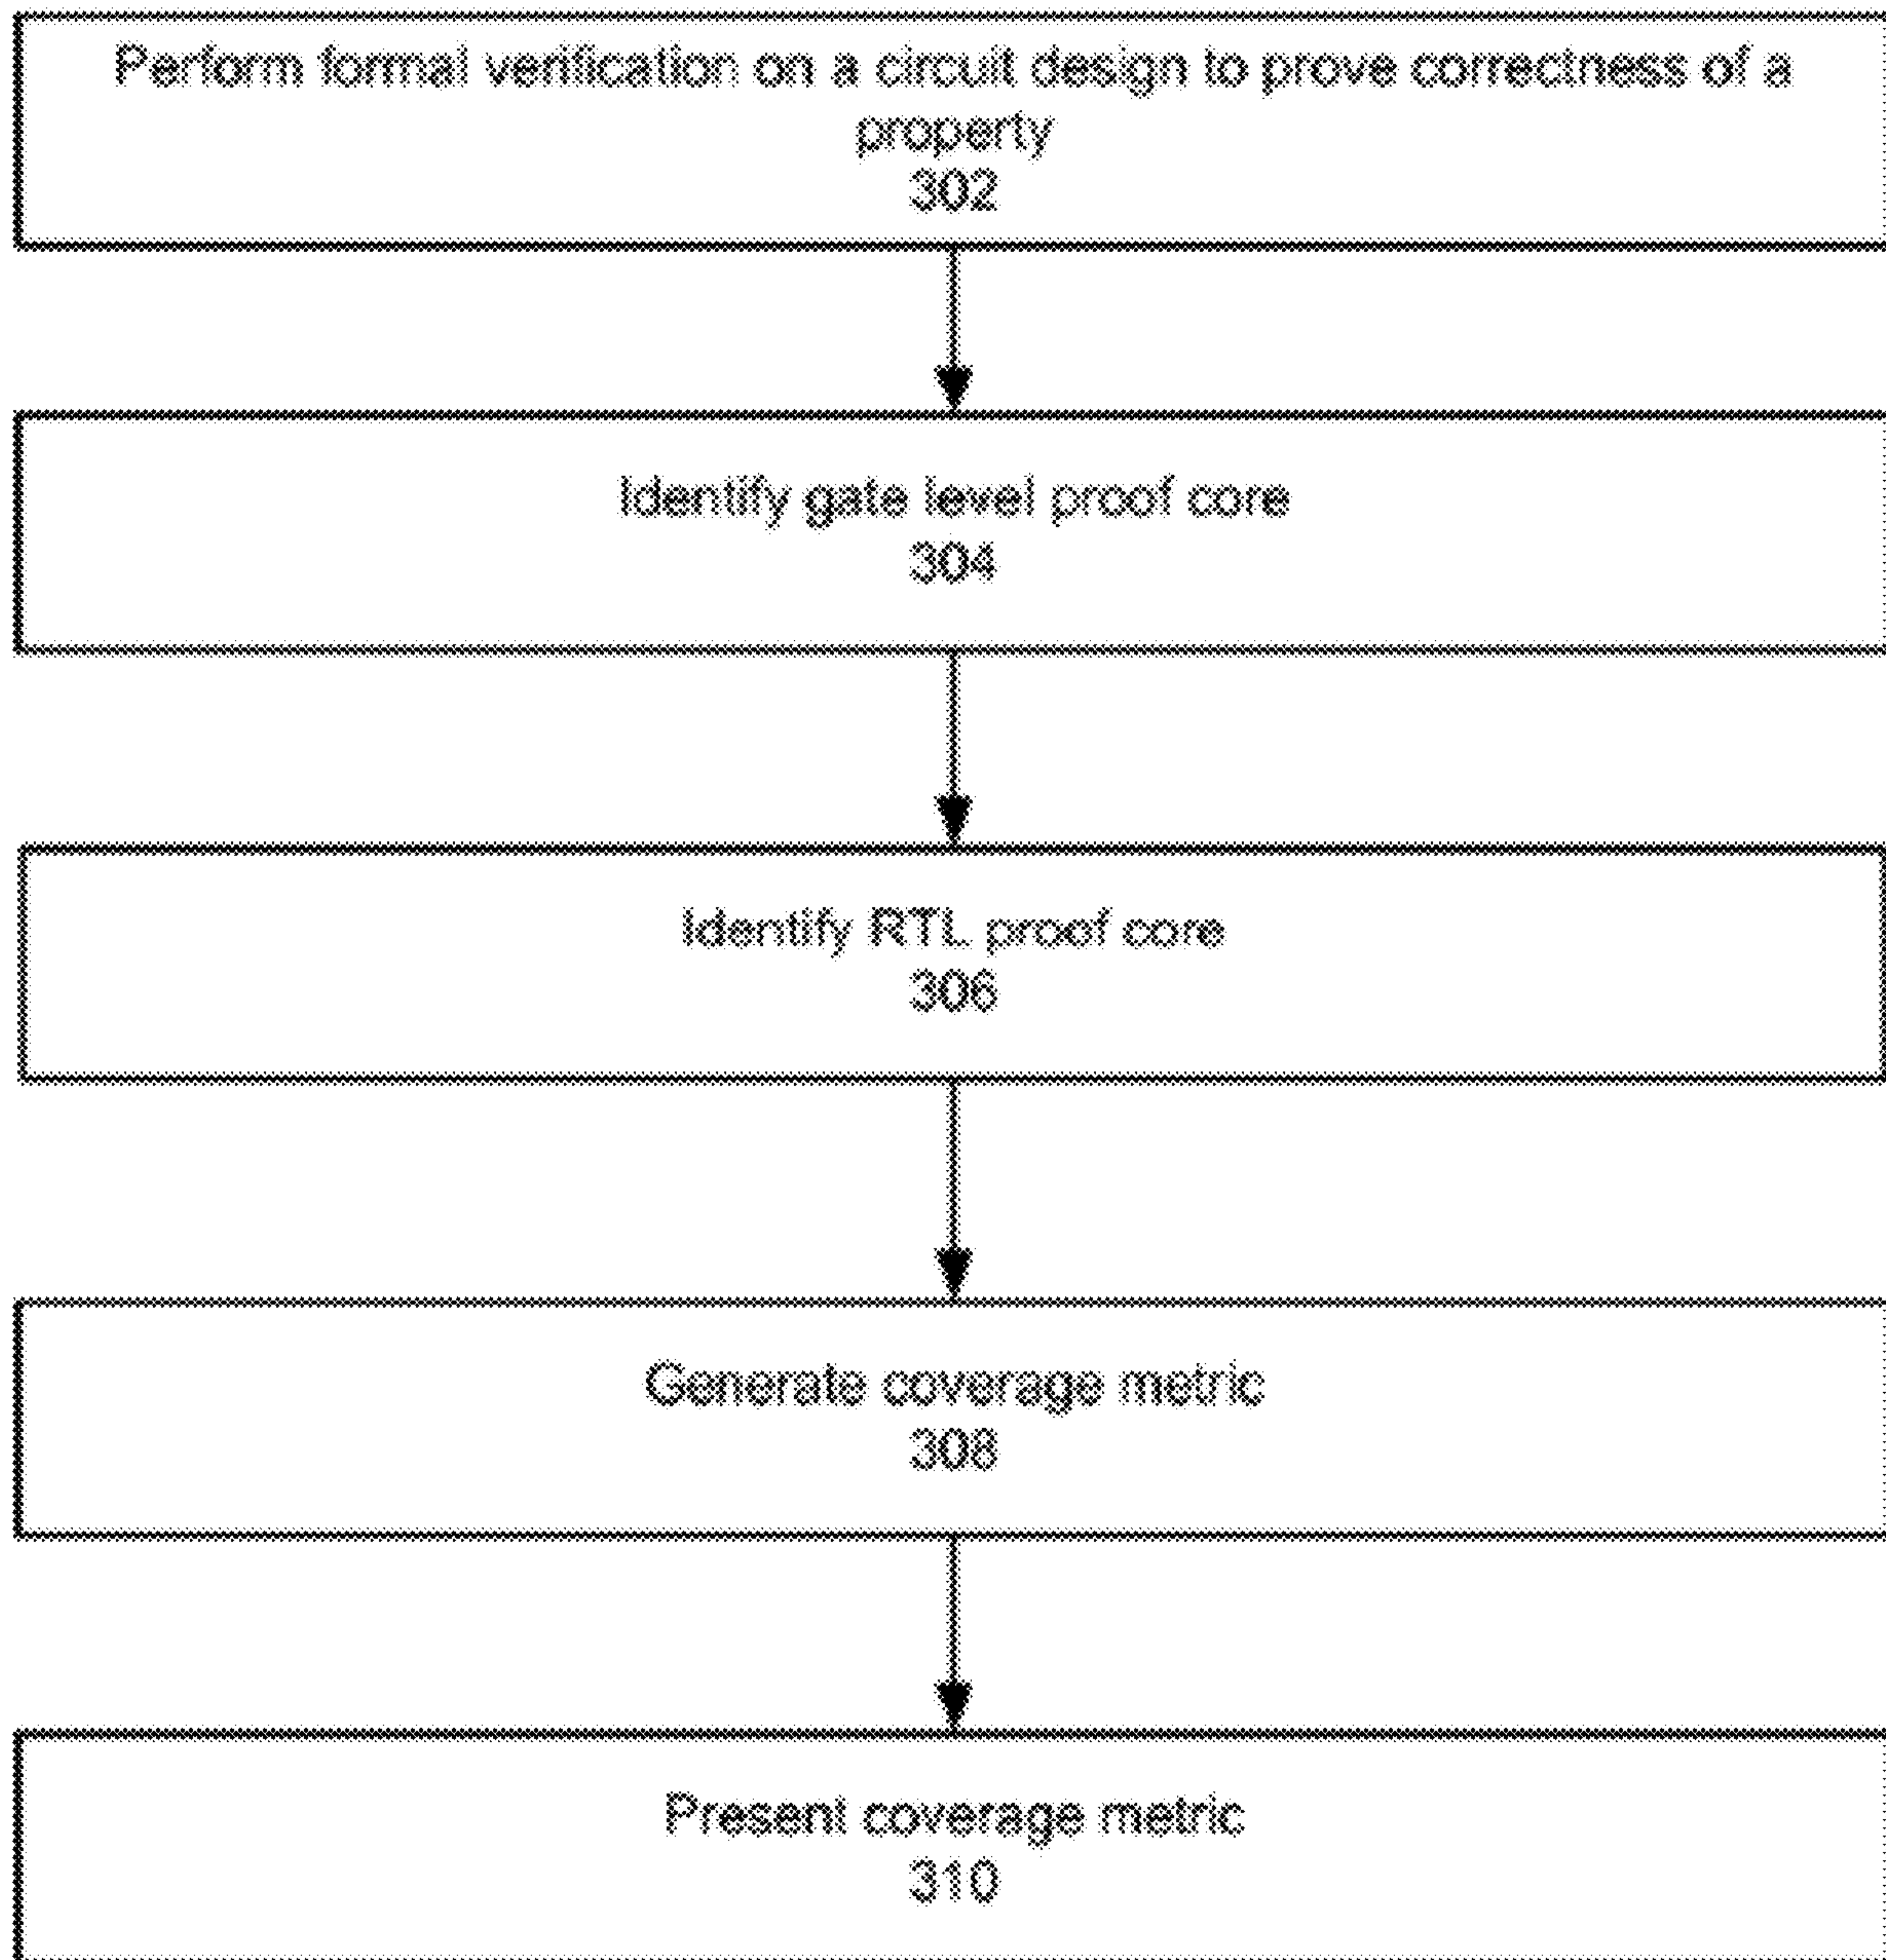 Perform formal verification on a circuit design to prove correctness of a
property
302
Identify gate level proof core
304
Identify RTL proof core
306
Generate coverage metric
308
Present coverage metric
310